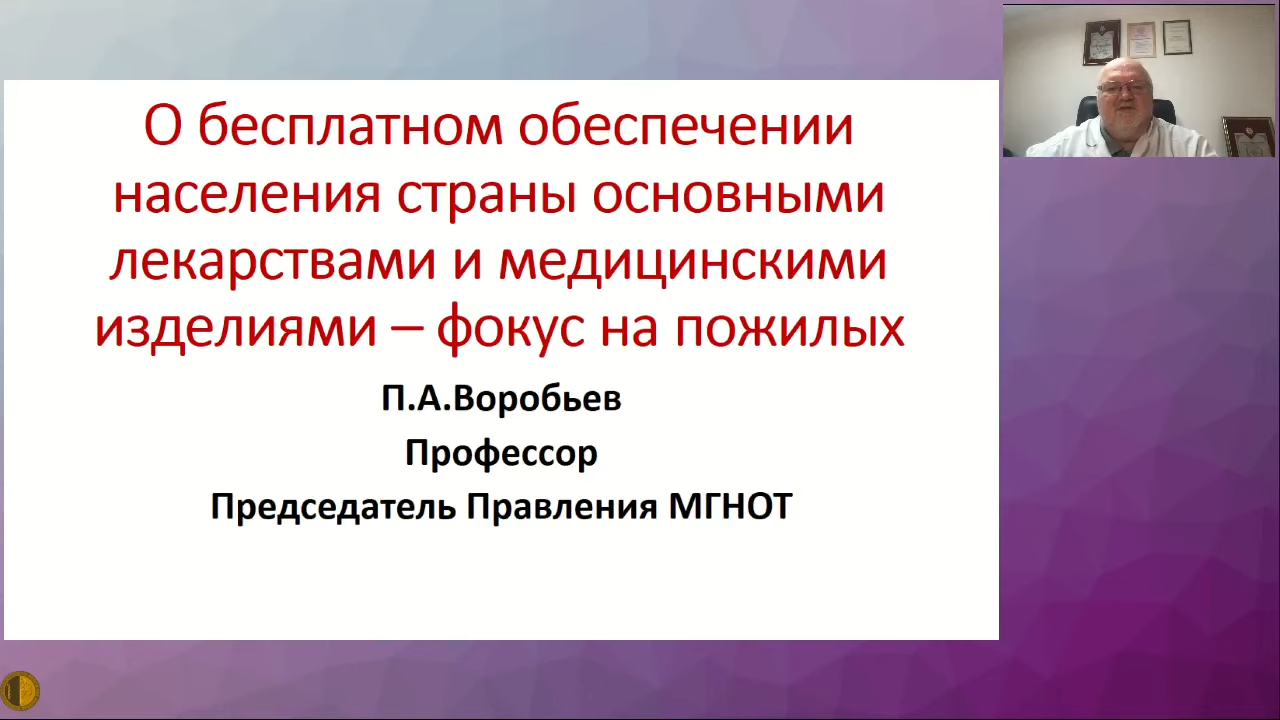 О бесплатном обеспечении
населения страны основными
лекарствами и медицинскими
изделиями – фокус на пожилых
П.А.Воробьев
Профессор
Председатель Правления МГНОТ